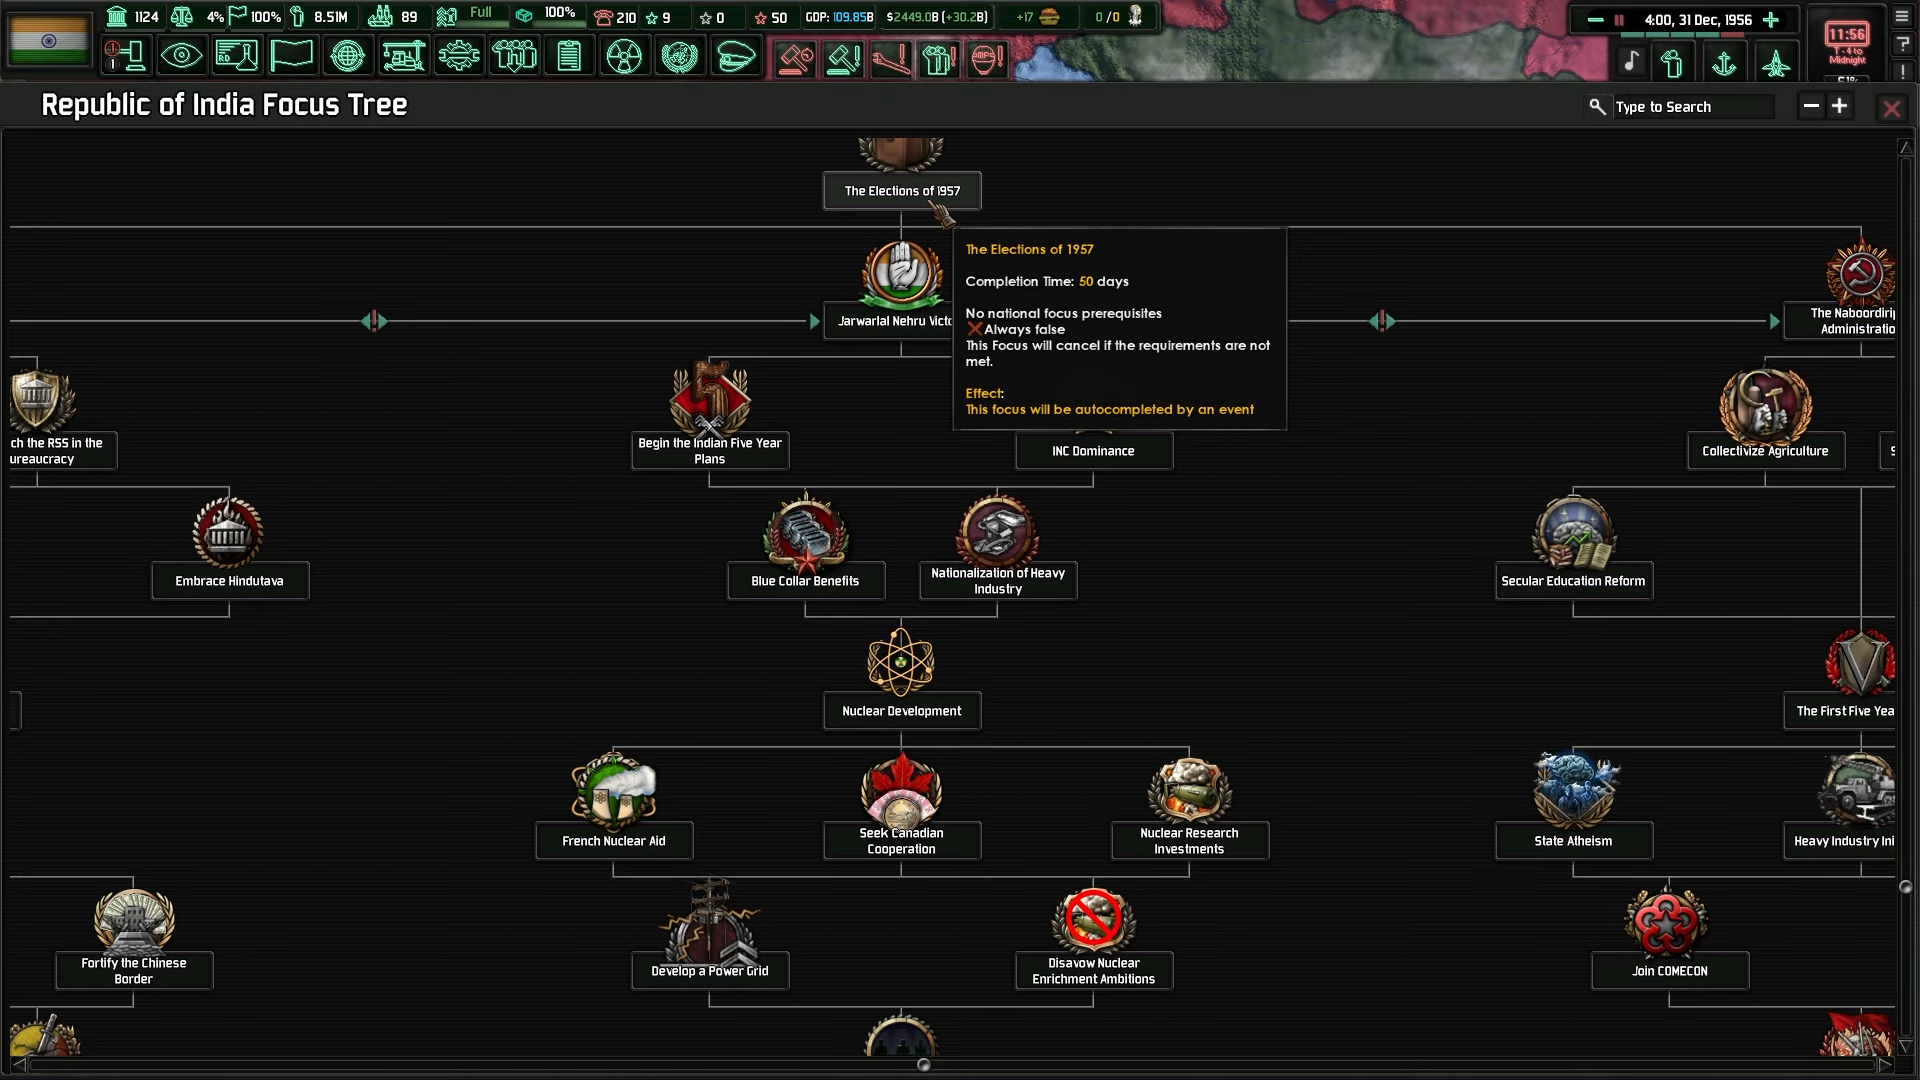 1124
4%
100%
8.51M
89
Full
100%
210
9
0
50
GDP: 109.85B
$2449.0B (+30.2B)
+17
0 / 0
4:00, 31 Dec, 1956
11:56
T - 4 to
Midnight
Republic of India Focus Tree
Type to Search
The Elections of 1957
The Elections of 1957
Completion Time: 50 days
No national focus prerequisites
Always false
This Focus will cancel if the requirements are not
met.
Effect:
This focus will be autocompleted by an event
Jarwarlal Nehru Victo
The Naboordirip
Administratio
ch the RSS in the
ureaucracy
Begin the Indian Five Year
Plans
INC Dominance
Collectivize Agriculture
S
Embrace Hindutava
Blue Collar Benefits
Nationalization of Heavy
Industry
Secular Education Reform
Nuclear Development
The First Five Yea
French Nuclear Aid
Seek Canadian
Cooperation
Nuclear Research
Investments
State Atheism
Heavy Industry Ini
Fortify the Chinese
Border
Develop a Power Grid
Disavow Nuclear
Enrichment Ambitions
Join COMECON